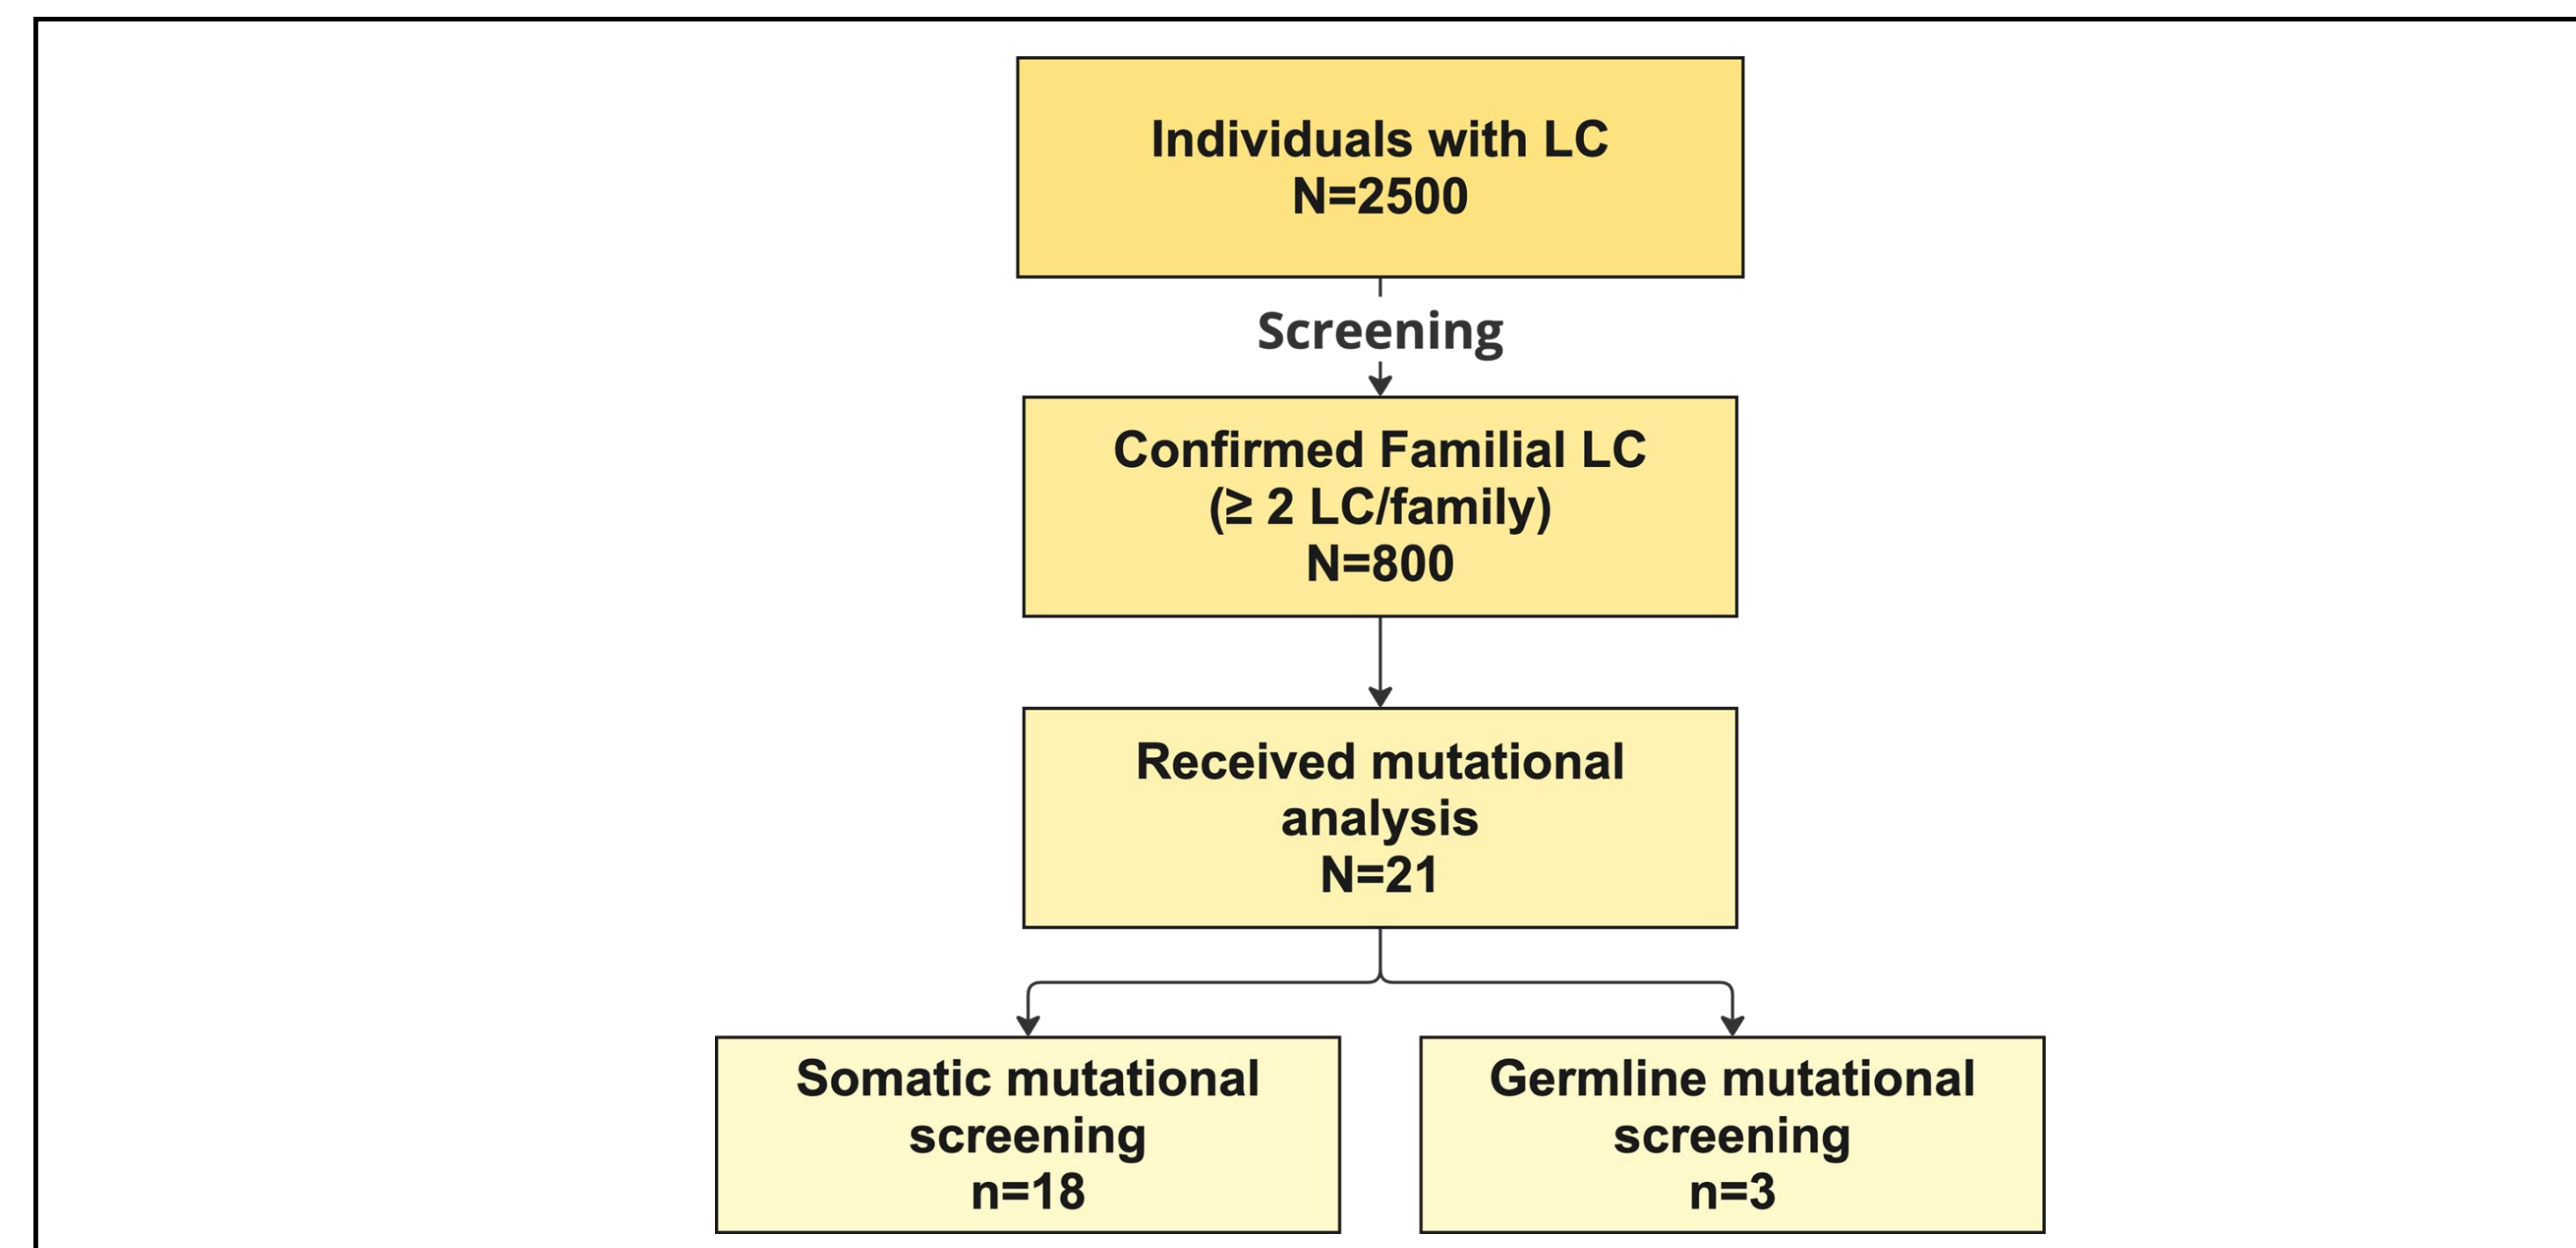 Individuals with LC
N=2500
Screening
Confirmed Familial LC
(≥ 2 LC/family)
N=800
Received mutational
analysis
N=21
Somatic mutational
screening
n=18
Germline mutational
screening
n=3